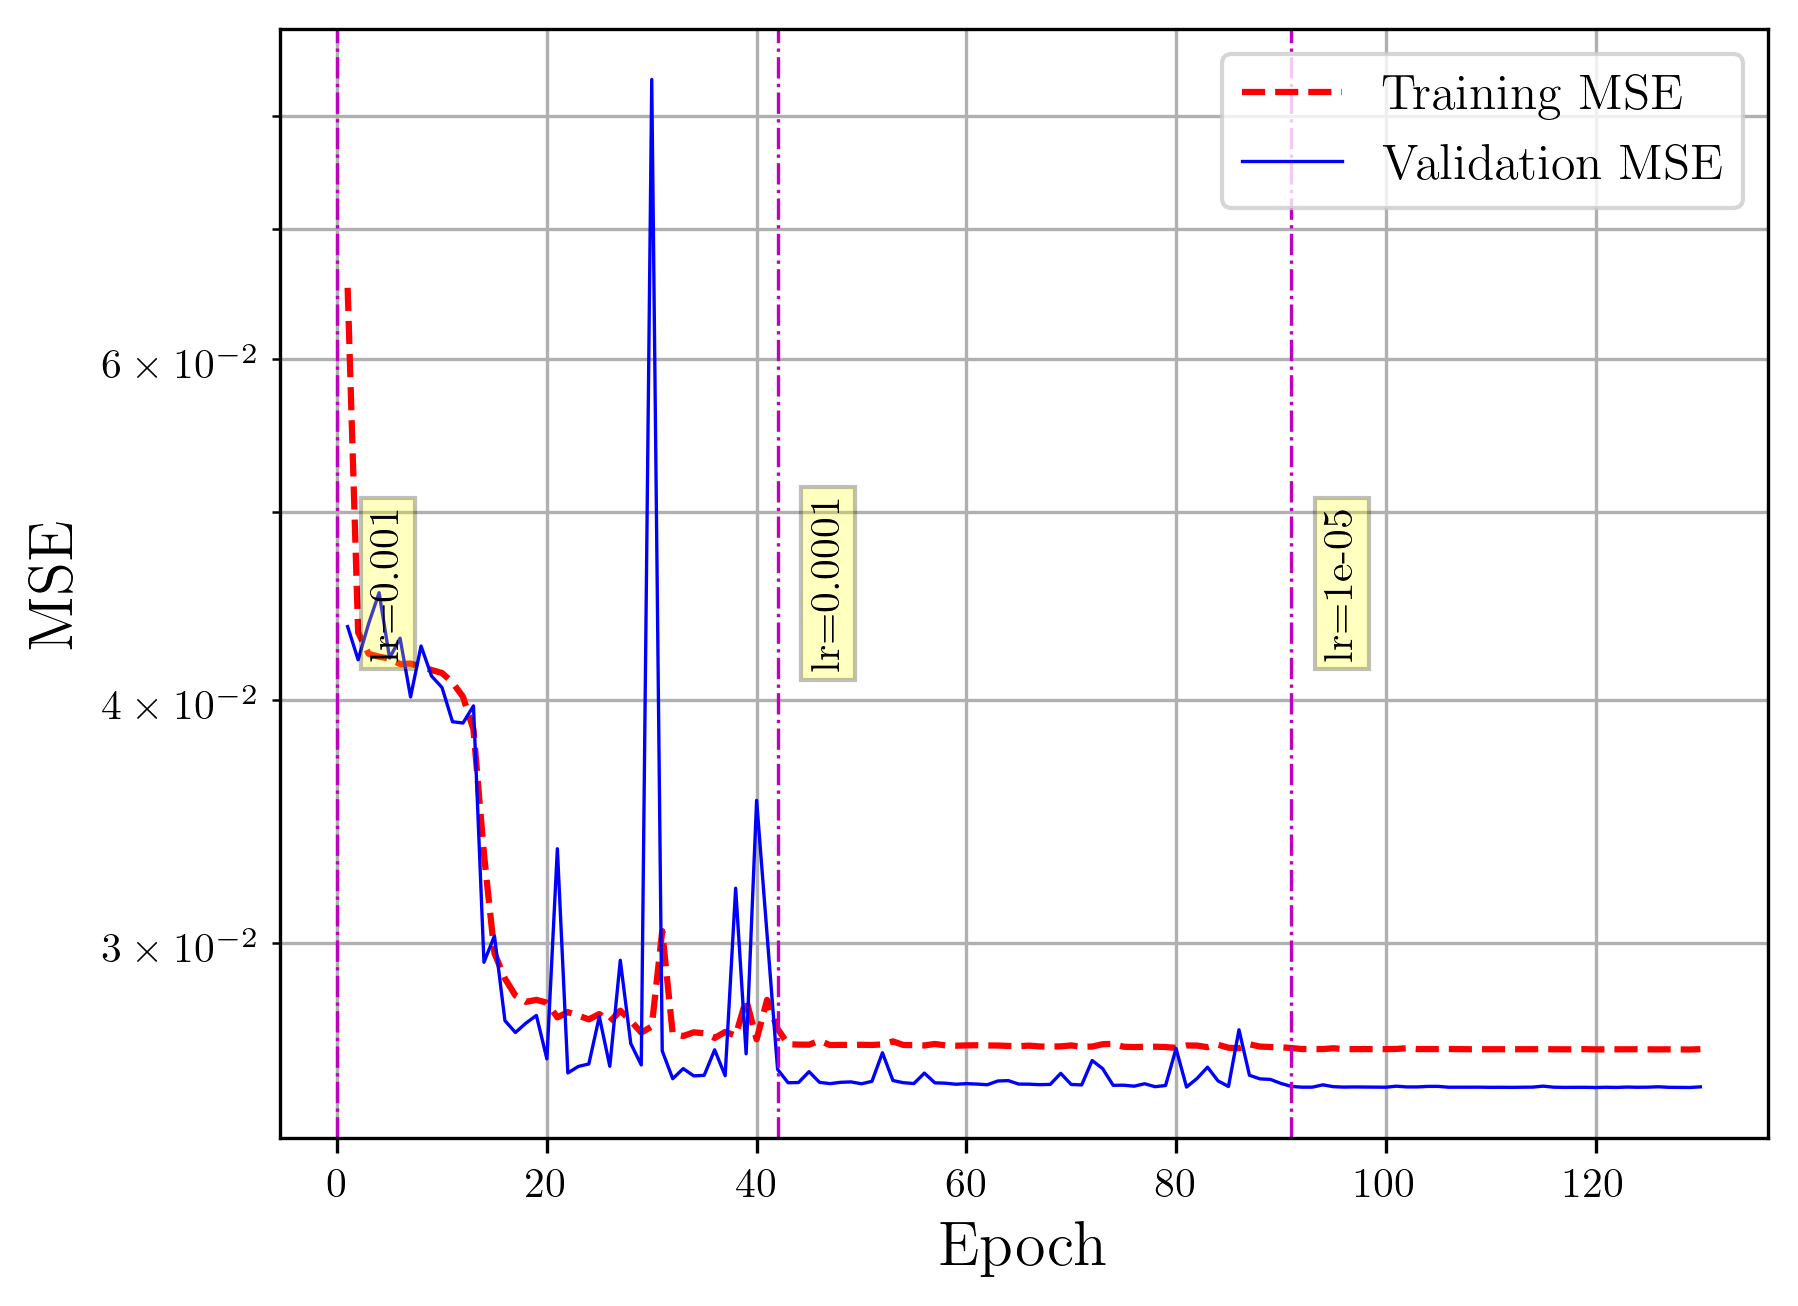 Training MSE
Validation MSE
6 × 10⁻²
4 × 10⁻²
3 × 10⁻²
MSE
lr=0.001
lr=0.0001
lr=1e-05
0 20 40 60 80 100 120
Epoch